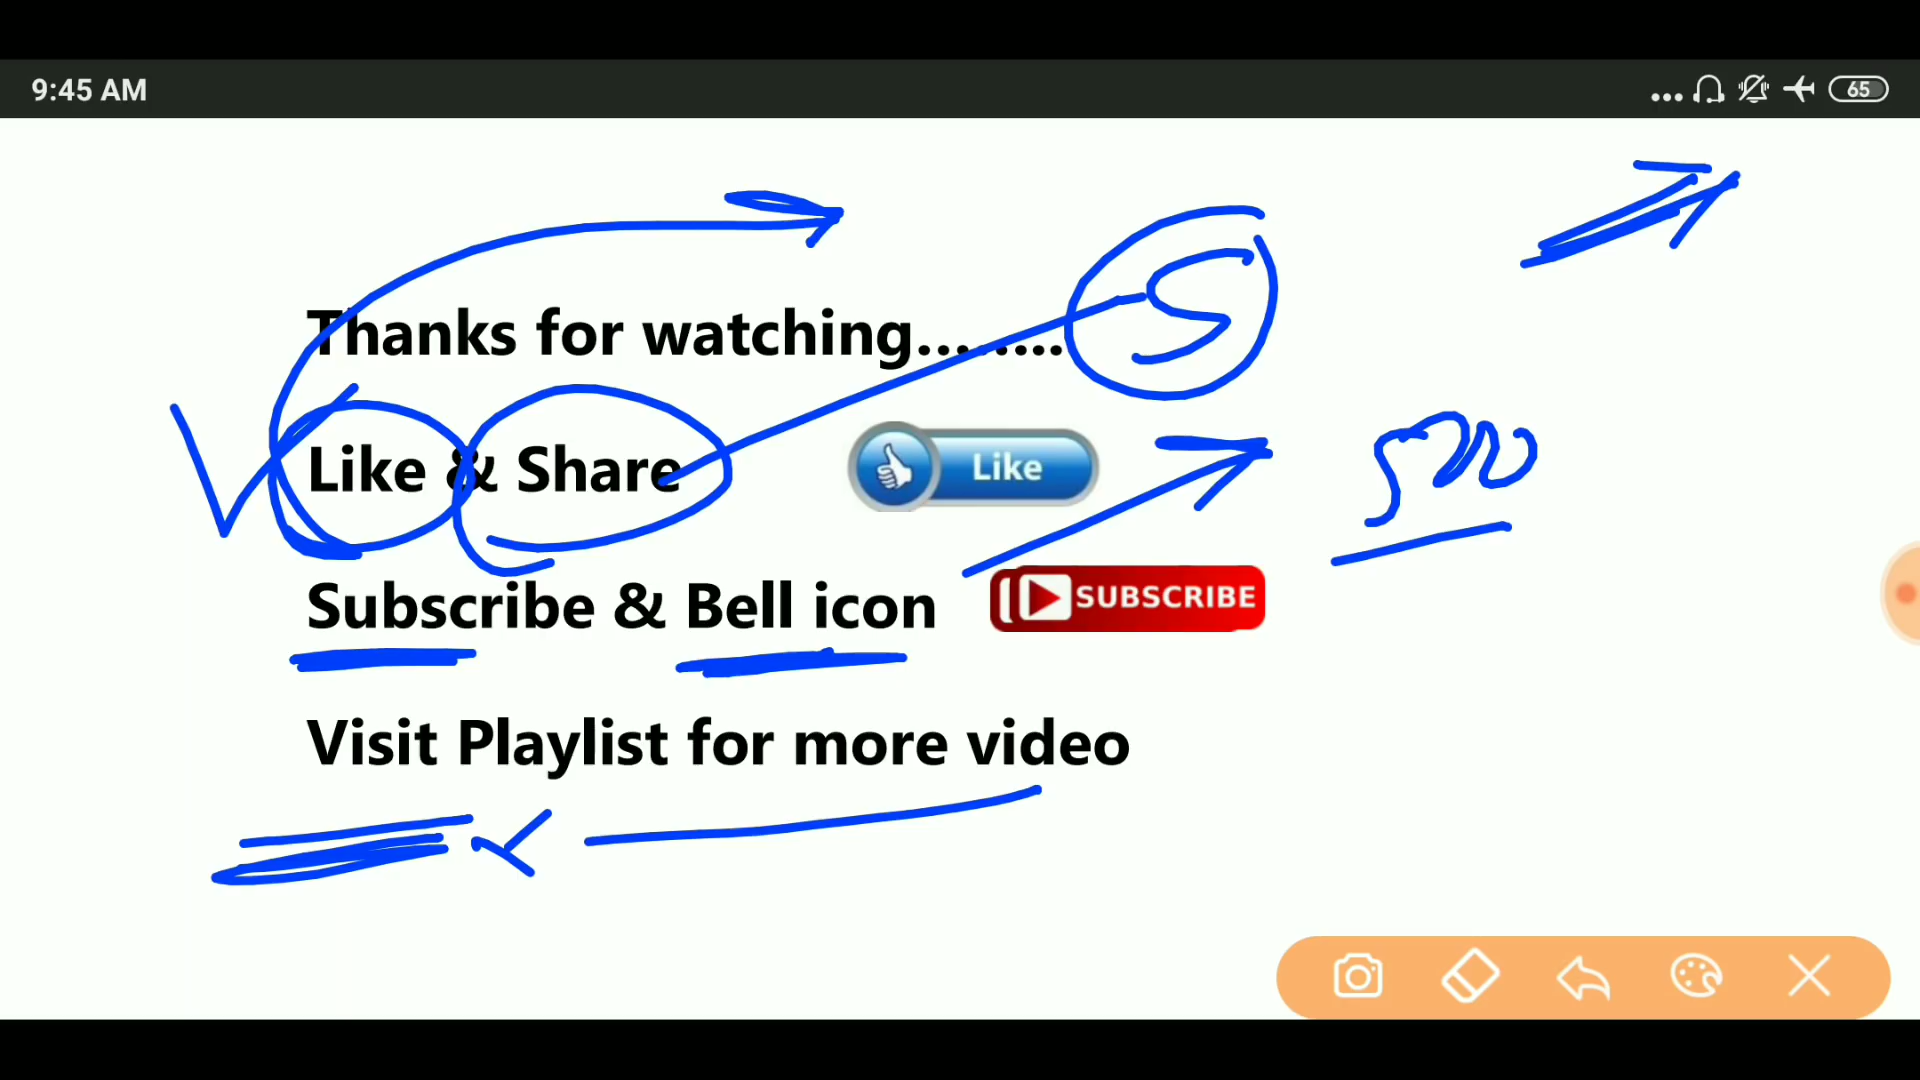 9:45 AM
65
Thanks for watching........
S
Like & Share
Like
500
Subscribe & Bell icon
SUBSCRIBE
Visit Playlist for more video